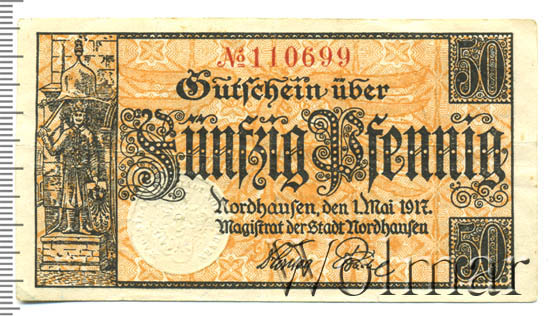 №110699
50
Gutschein über
Fünfzig Pfennig
Nordhausen, den 1.Mai 1917.
Magistrat der Stadt Nordhausen
50
Wolmar